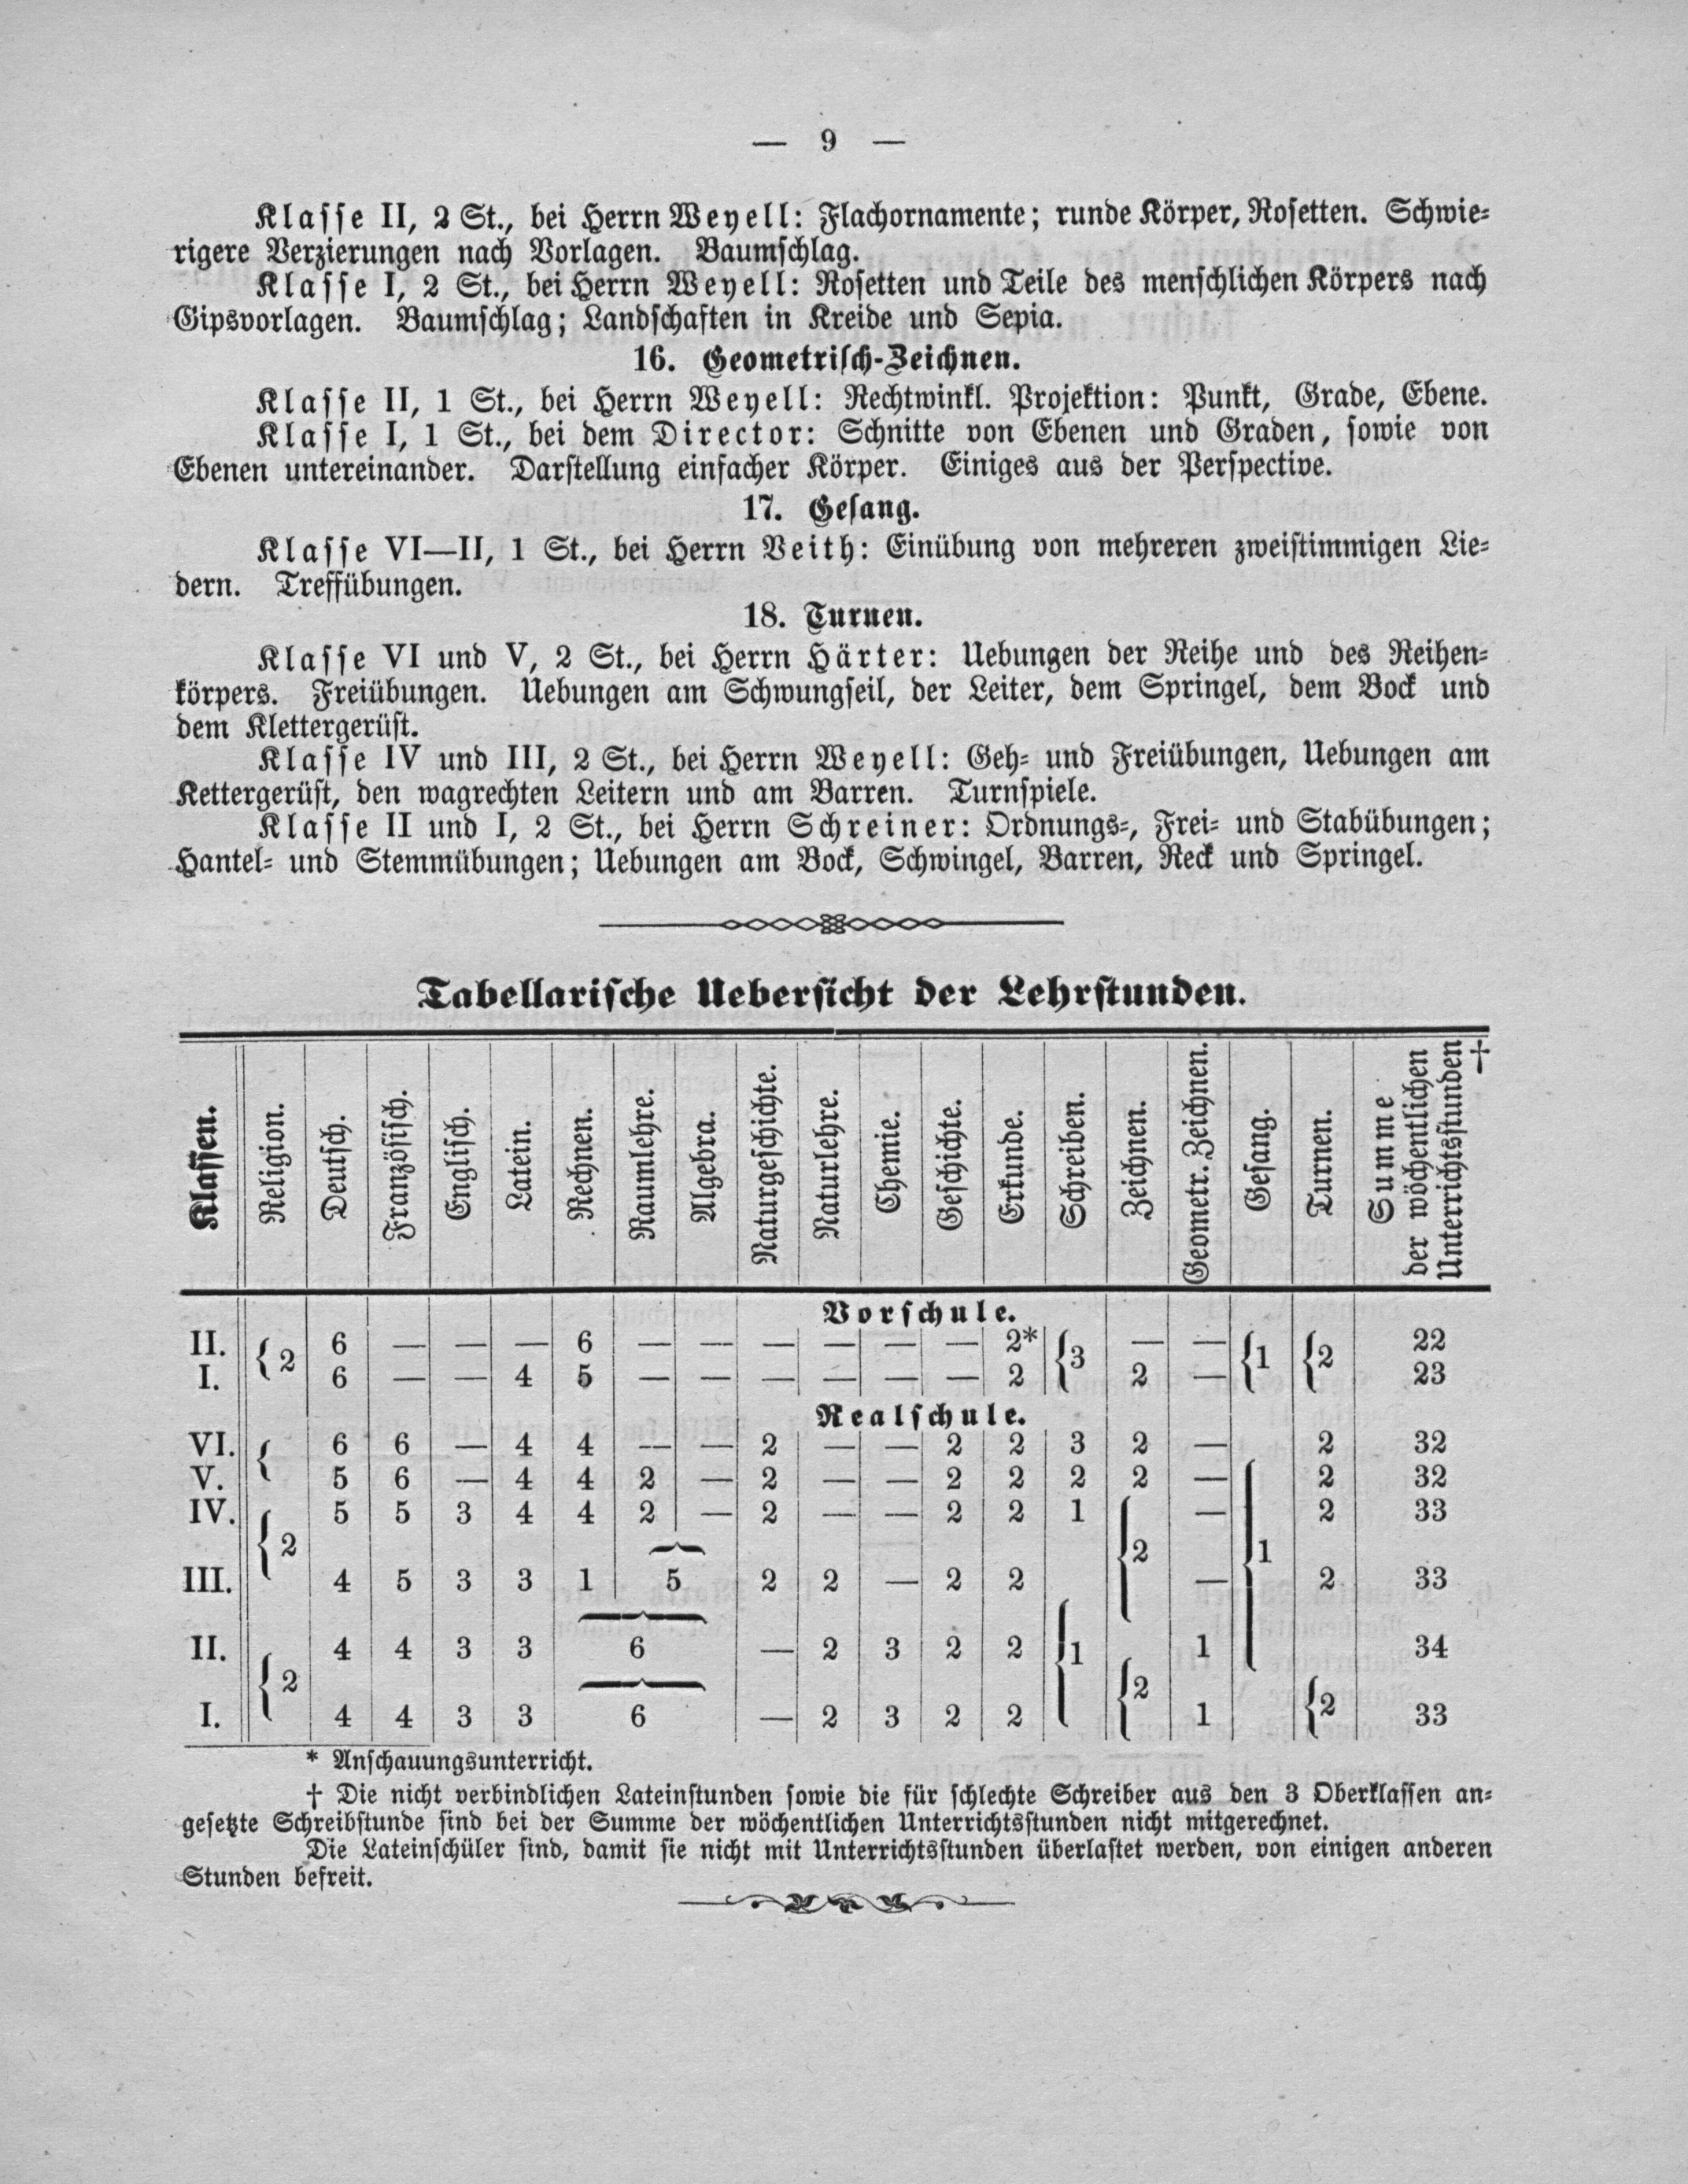 — 9 —
Klasse II, 2 St., bei Herrn Weyell: Flachornamente; runde Körper, Rosetten. Schwie-
rigere Verzierungen nach Vorlagen. Baumschlag.
Klasse I, 2 St., bei Herrn Weyell: Rosetten und Teile des menschlichen Körpers nach
Gipsvorlagen. Baumschlag; Landschaften in Kreide und Sepia.
16. Geometrisch-Zeichnen.
Klasse II, 1 St., bei Herrn Weyell: Rechtwinkl. Projektion: Punkt, Grade, Ebene.
Klasse I, 1 St., bei dem Director: Schnitte von Ebenen und Graden, sowie von
Ebenen untereinander. Darstellung einfacher Körper. Einiges aus der Perspective.
17. Gesang.
Klasse VI—II, 1 St., bei Herrn Veith: Einübung von mehreren zweistimmigen Lie-
dern. Treffübungen.
18. Turnen.
Klasse VI und V, 2 St., bei Herrn Härter: Uebungen der Reihe und des Reihen-
körpers. Freiübungen. Uebungen am Schwungseil, der Leiter, dem Springel, dem Bock und
dem Klettergerüst.
Klasse IV und III, 2 St., bei Herrn Weyell: Geh- und Freiübungen, Uebungen am
Kettergerüst, den wagrechten Leitern und am Barren. Turnspiele.
Klasse II und I, 2 St., bei Herrn Schreiner: Ordnungs-, Frei- und Stabübungen;
Hantel- und Stemmübungen; Uebungen am Bock, Schwingel, Barren, Reck und Springel.
Tabellarische Uebersicht der Lehrstunden.
Klassen. Religion. Deutsch. Französisch. Englisch. Latein. Rechnen. Raumlehre. Algebra. Naturgeschichte. Naturlehre. Chemie. Geschichte. Erkunde. Schreiben. Zeichnen. Geometr. Zeichnen. Gesang. Turnen. Summe der wöchentlichen Unterrichtsstunden †
Vorschule.
II. { 2 6 — — — 6 — — — — — — 2* { 3 — — { 1 { 2 22
I. 6 — — 4 5 — — — — — — 2 2 — 23
Realschule.
VI. { 6 6 — 4 4 — — 2 — — 2 2 3 2 — 2 32
V. 5 6 — 4 4 2 — 2 — — 2 2 2 2 — 2 32
IV. { 2 5 5 3 4 4 2 — 2 — — 2 2 1 { 2 — { 1 2 33
III. 4 5 3 3 1 5 2 2 — 2 2 — 2 33
II. { 2 4 4 3 3 6 — 2 3 2 2 { 1 1 34
I. 4 4 3 3 6 — 2 3 2 2 { 2 1 { 2 33
* Anschauungsunterricht.
† Die nicht verbindlichen Lateinstunden sowie die für schlechte Schreiber aus den 3 Oberklassen an-
gesetzte Schreibstunde sind bei der Summe der wöchentlichen Unterrichtsstunden nicht mitgerechnet.
Die Lateinschüler sind, damit sie nicht mit Unterrichtsstunden überlastet werden, von einigen anderen
Stunden befreit.